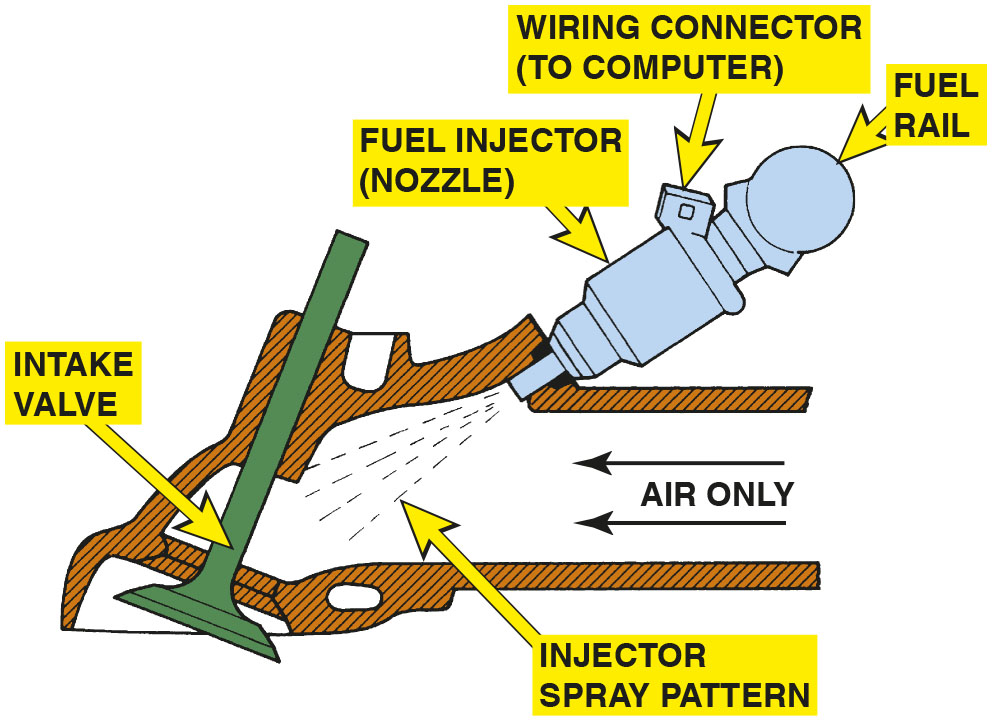 WIRING CONNECTOR
(TO COMPUTER)
FUEL
RAIL
FUEL INJECTOR
(NOZZLE)
INTAKE
VALVE
AIR ONLY
INJECTOR
SPRAY PATTERN